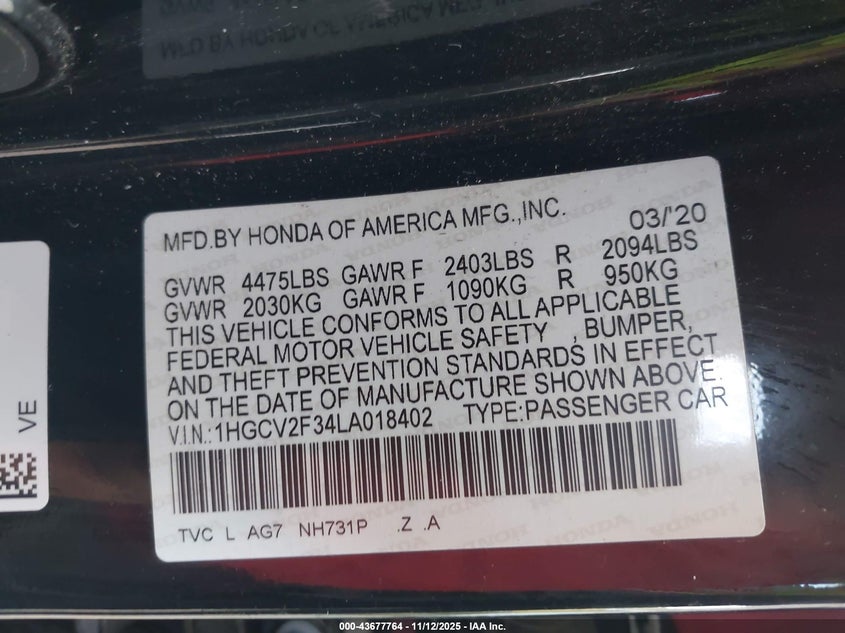 MFD.BY HONDA OF AMERICA MFG.,INC. 03/'20
GVWR 4475LBS GAWR F 2403LBS R 2094LBS
GVWR 2030KG GAWR F 1090KG R 950KG
THIS VEHICLE CONFORMS TO ALL APPLICABLE
FEDERAL MOTOR VEHICLE SAFETY , BUMPER,
AND THEFT PREVENTION STANDARDS IN EFFECT
ON THE DATE OF MANUFACTURE SHOWN ABOVE.
V.I.N.:1HGCV2F34LA018402 TYPE:PASSENGER CAR
TVC L AG7 NH731P .Z .A
VE
000-43677764 - 11/12/2025 - IAA Inc.